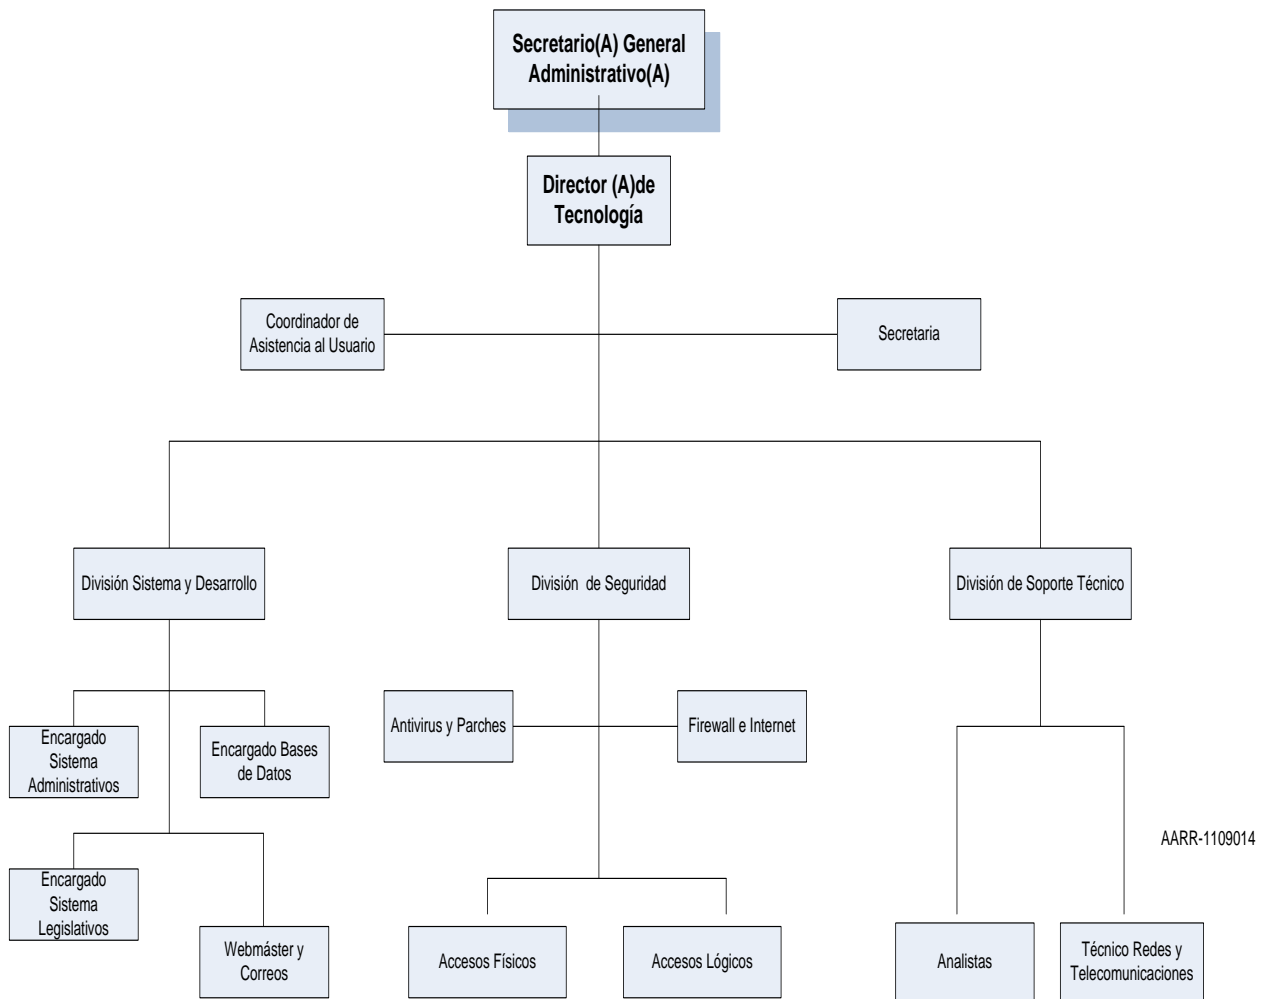 Secretario(A) General
Administrativo(A)
Director (A)de
Tecnología
Coordinador de
Asistencia al Usuario
Secretaria
División Sistema y Desarrollo
División  de Seguridad
División de Soporte Técnico
Encargado
Sistema
Administrativos
Encargado Bases
de Datos
Antivirus y Parches
Firewall e Internet
AARR-1109014
Encargado
Sistema
Legislativos
Webmáster y
Correos
Accesos Físicos
Accesos Lógicos
Analistas
Técnico Redes y
Telecomunicaciones